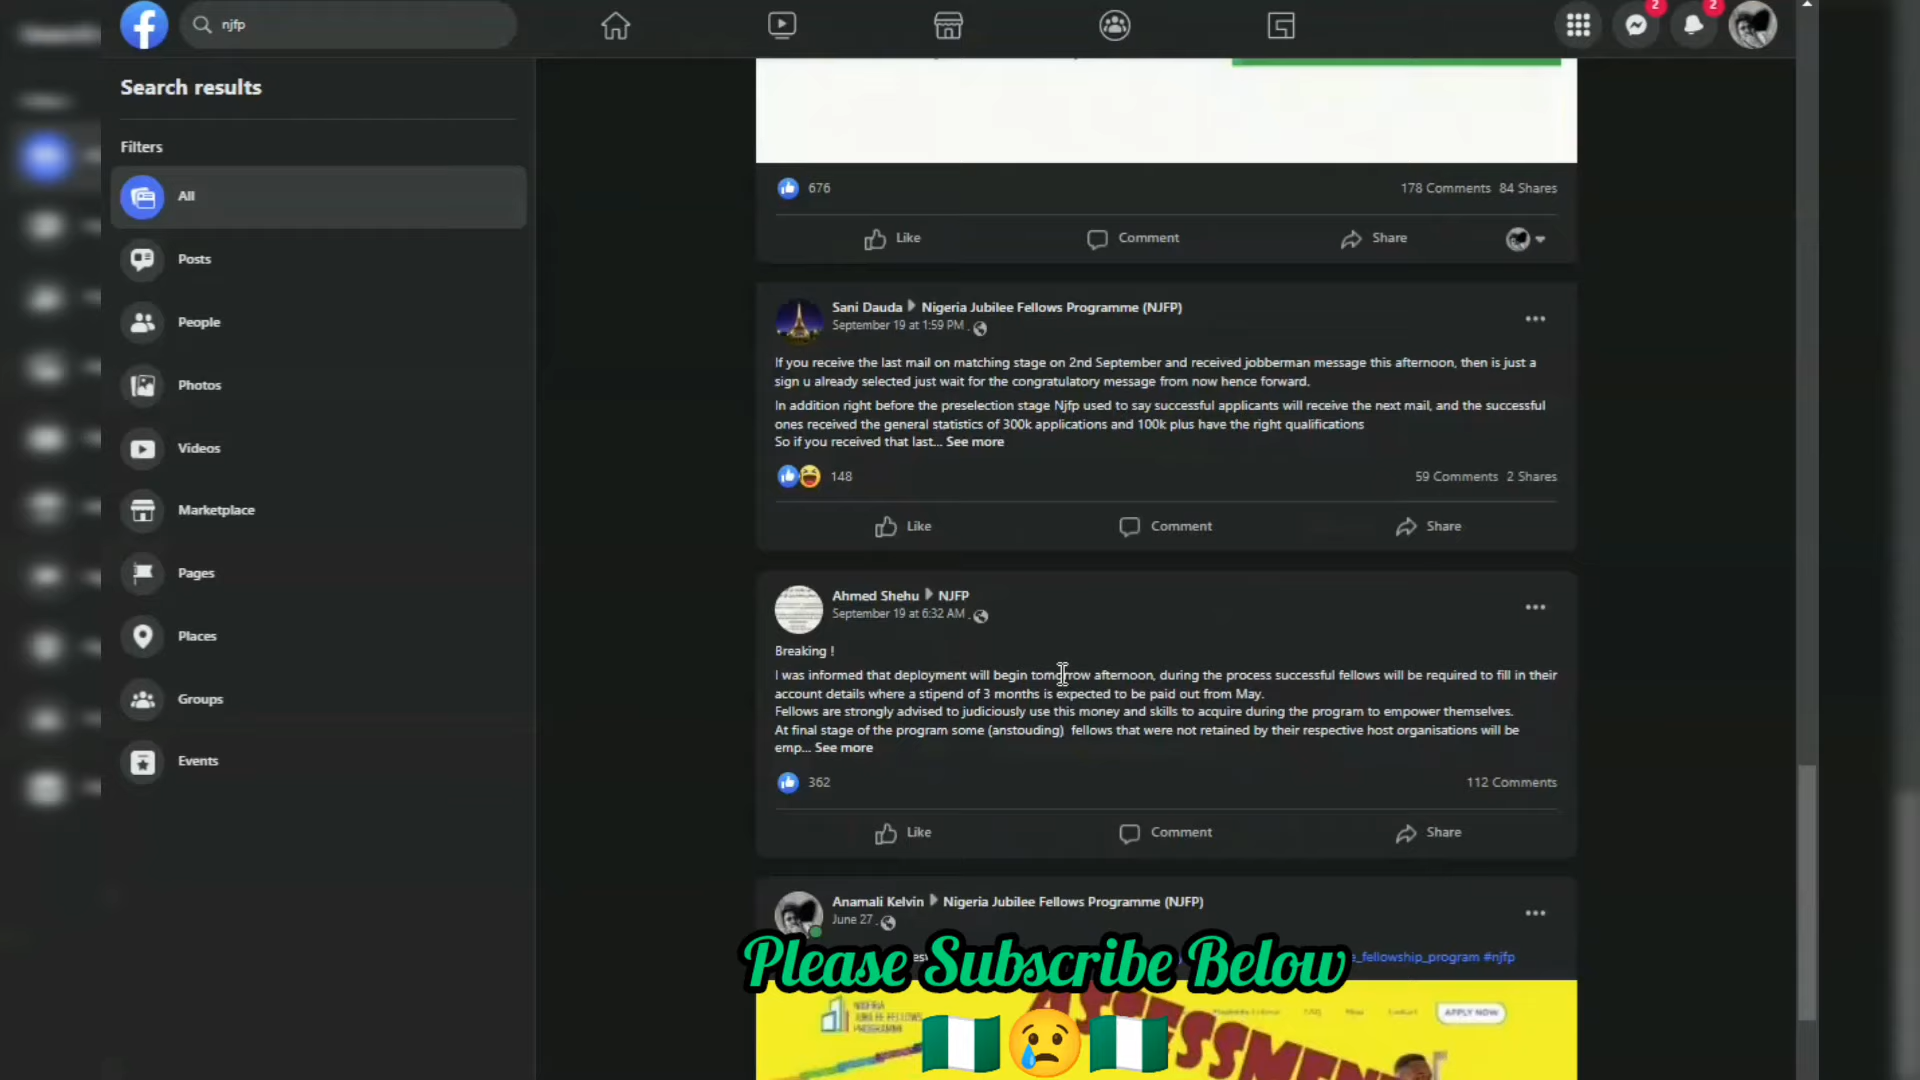 njfp
2
2
Search results
Filters
All
Posts
People
Photos
Videos
Marketplace
Pages
Places
Groups
Events
676
178 Comments 84 Shares
Like
Comment
Share
Sani Dauda Nigeria Jubilee Fellows Programme (NJFP)
September 19 at 1:59 PM .
If you receive the last mail on matching stage on 2nd September and received jobberman message this afternoon, then is just a
sign u already selected just wait for the congratulatory message from now hence forward.
In addition right before the preselection stage Njfp used to say successful applicants will receive the next mail, and the successful
ones received the general statistics of 300k applications and 100k plus have the right qualifications
So if you received that last... See more
148
59 Comments 2 Shares
Like
Comment
Share
Ahmed Shehu NJFP
September 19 at 6:32 AM .
Breaking !
I was informed that deployment will begin tomorrow afternoon, during the process successful fellows will be required to fill in their
account details where a stipend of 3 months is expected to be paid out from May.
Fellows are strongly advised to judiciously use this money and skills to acquire during the program to empower themselves.
At final stage of the program some (anstouding) fellows that were not retained by their respective host organisations will be
emp... See more
362
112 Comments
Like
Comment
Share
Anamali Kelvin Nigeria Jubilee Fellows Programme (NJFP)
June 27 .
e_fellowship_program #njfp
Please Subscribe Below
NIGERIA
JUBILEE FELLOWS
PROGRAMME
FAQ
Blog
Contact
APPLY NOW
ASSESSMENT